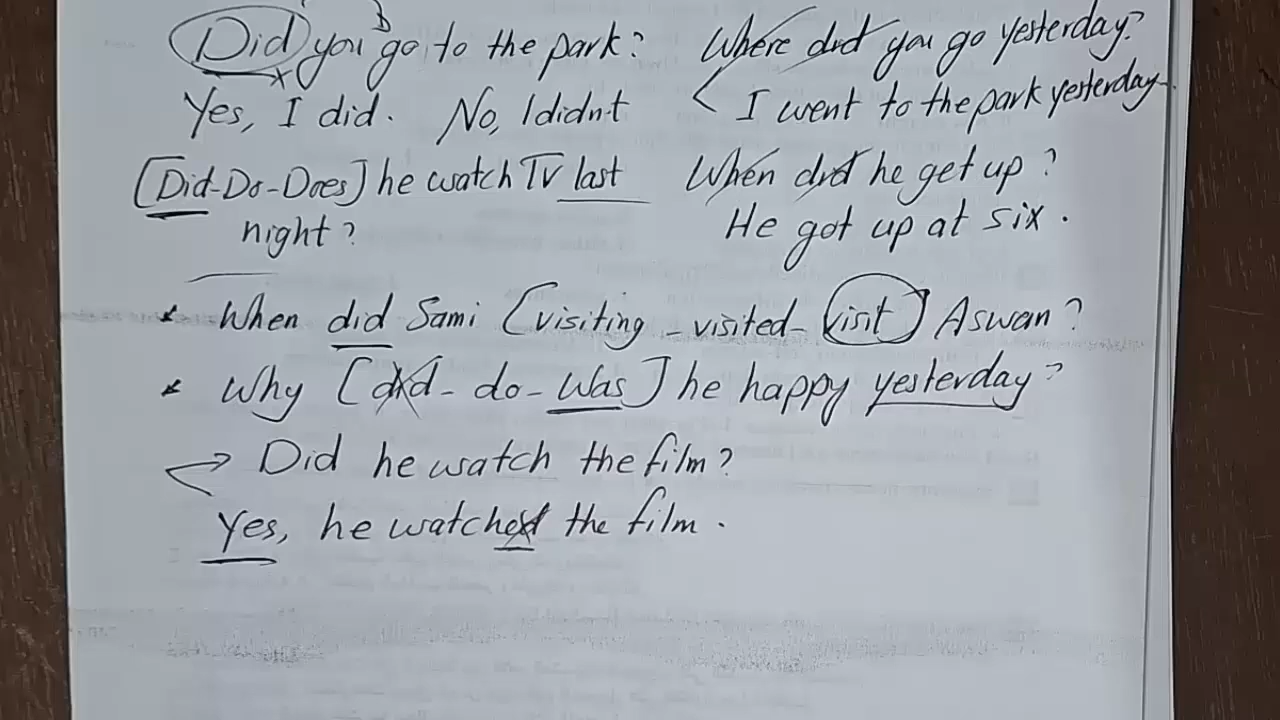 Did you go to the park? Where did you go yesterday?
Yes, I did. No, I didn't I went to the park yesterday.
[Did-Do-Does] he watch TV last When did he get up?
night? He got up at six.
When did Sami [visiting - visited - visit] Aswan?
Why [did - do - was] he happy yesterday?
Did he watch the film?
Yes, he watched the film.